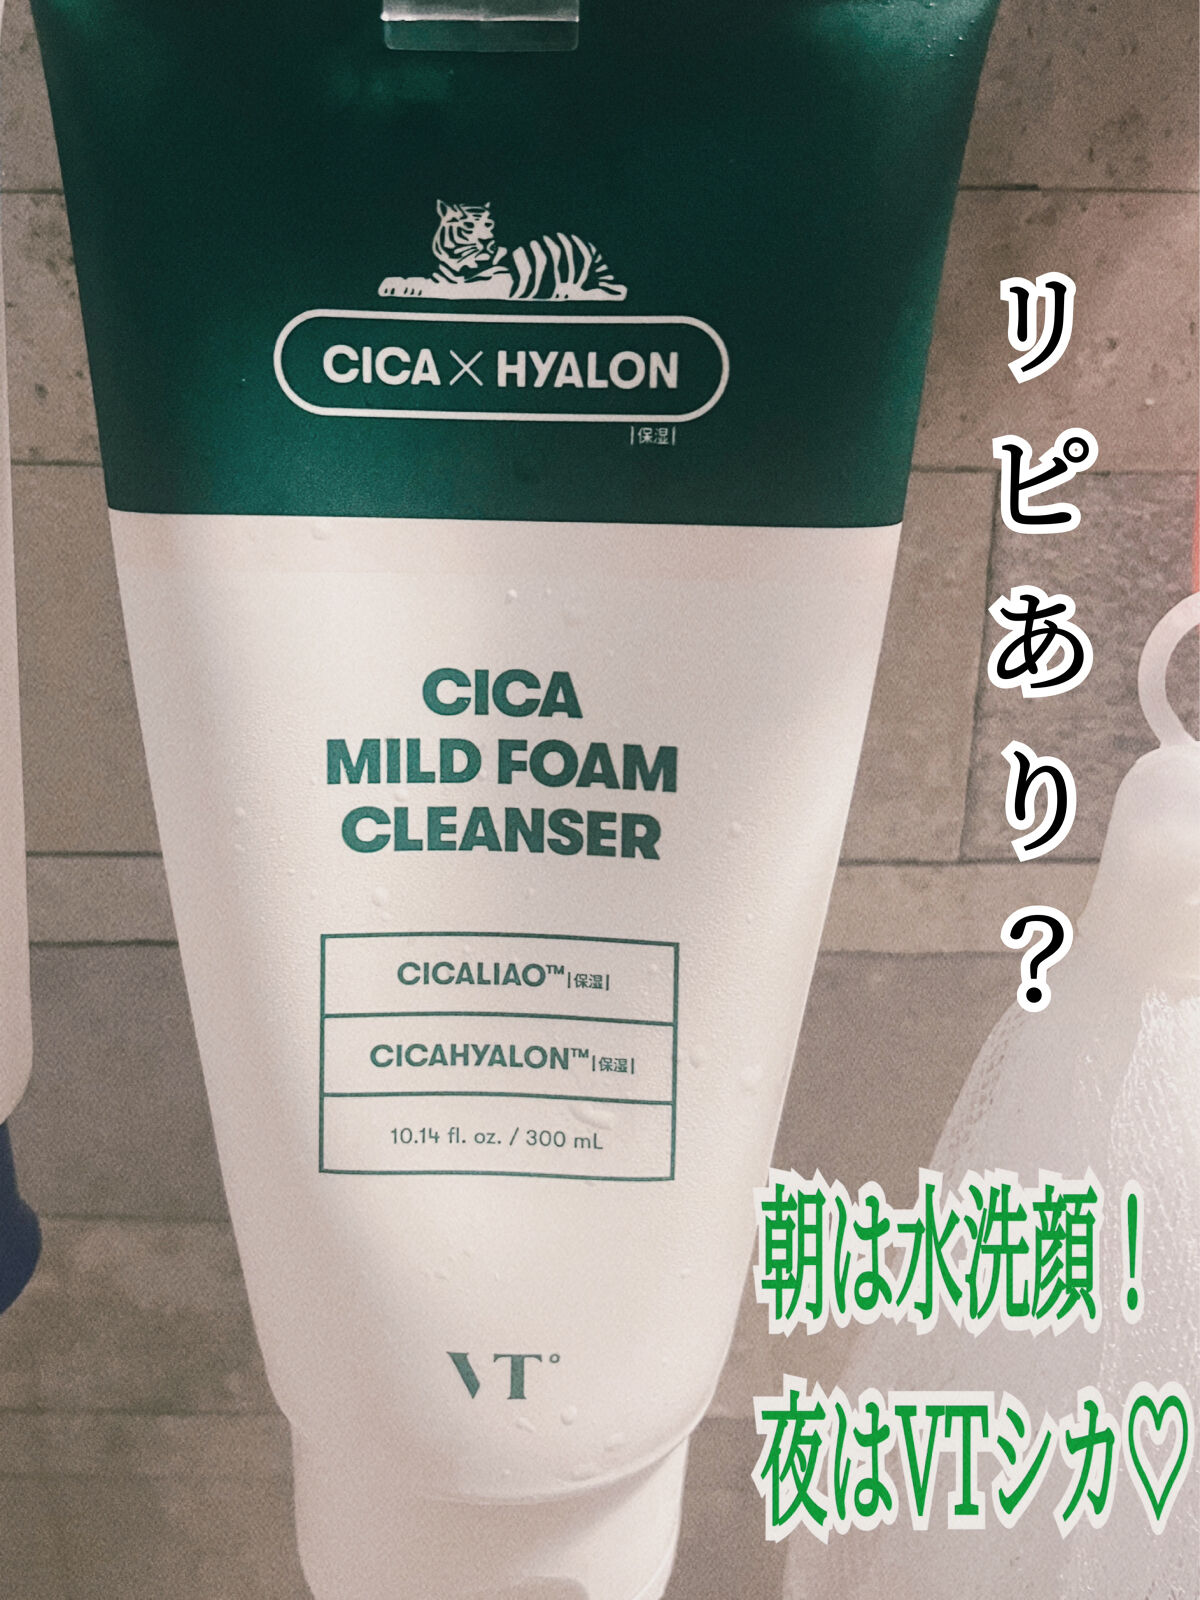 CICA×HYALON
|保湿|
CICA
MILD FOAM
CLEANSER
CICALIAO™|保湿|
CICAHYALON™|保湿|
10.14 fl. oz. / 300 mL
VT°
リピあり？
朝は水洗顔！
夜はVTシカ♡